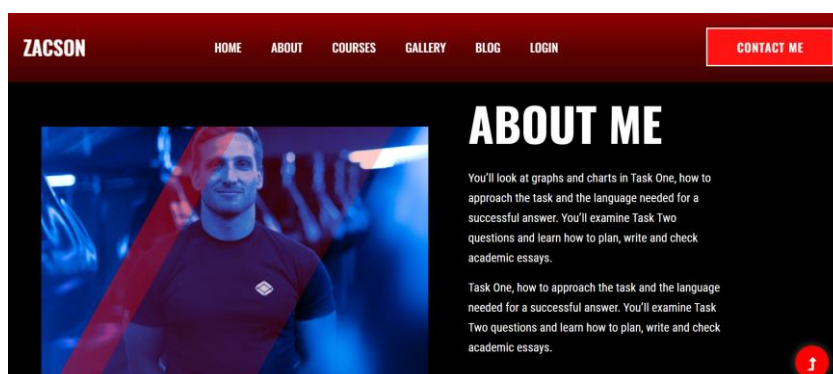 ZACSON
HOME ABOUT COURSES GALLERY BLOG LOGIN
CONTACT ME
ABOUT ME
You’ll look at graphs and charts in Task One, how to
approach the task and the language needed for a
successful answer. You’ll examine Task Two
questions and learn how to plan, write and check
academic essays.
Task One, how to approach the task and the language
needed for a successful answer. You’ll examine Task
Two questions and learn how to plan, write and check
academic essays.